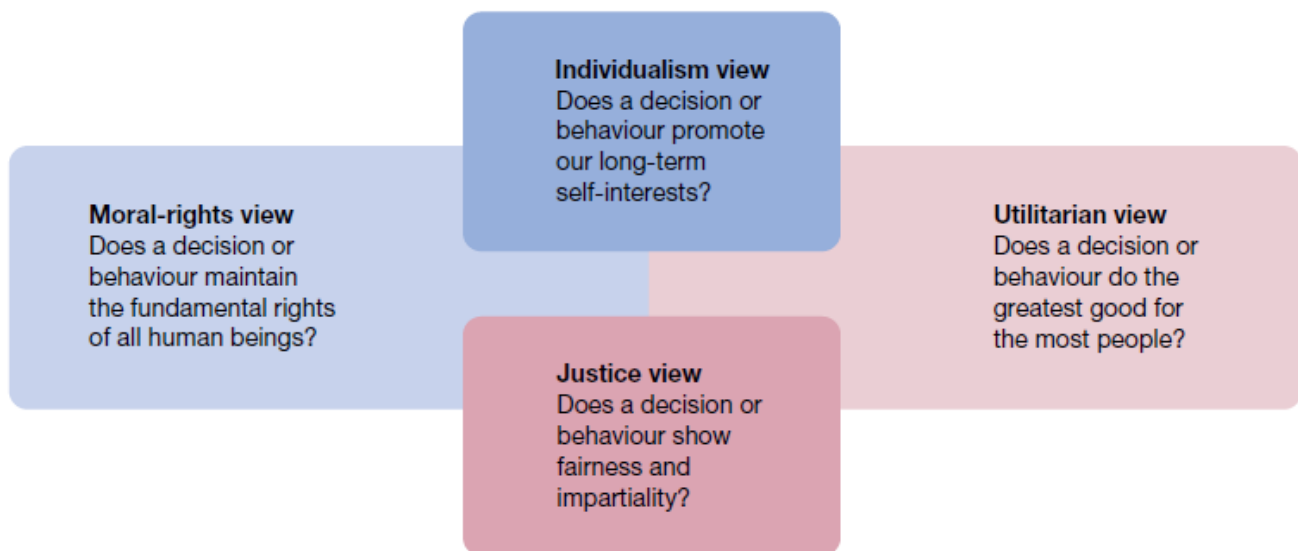 Individualism view
Does a decision or
behaviour promote
our long-term
self-interests?
Moral-rights view
Does a decision or
behaviour maintain
the fundamental rights
of all human beings?
Utilitarian view
Does a decision or
behaviour do the
greatest good for
the most people?
Justice view
Does a decision or
behaviour show
fairness and
impartiality?